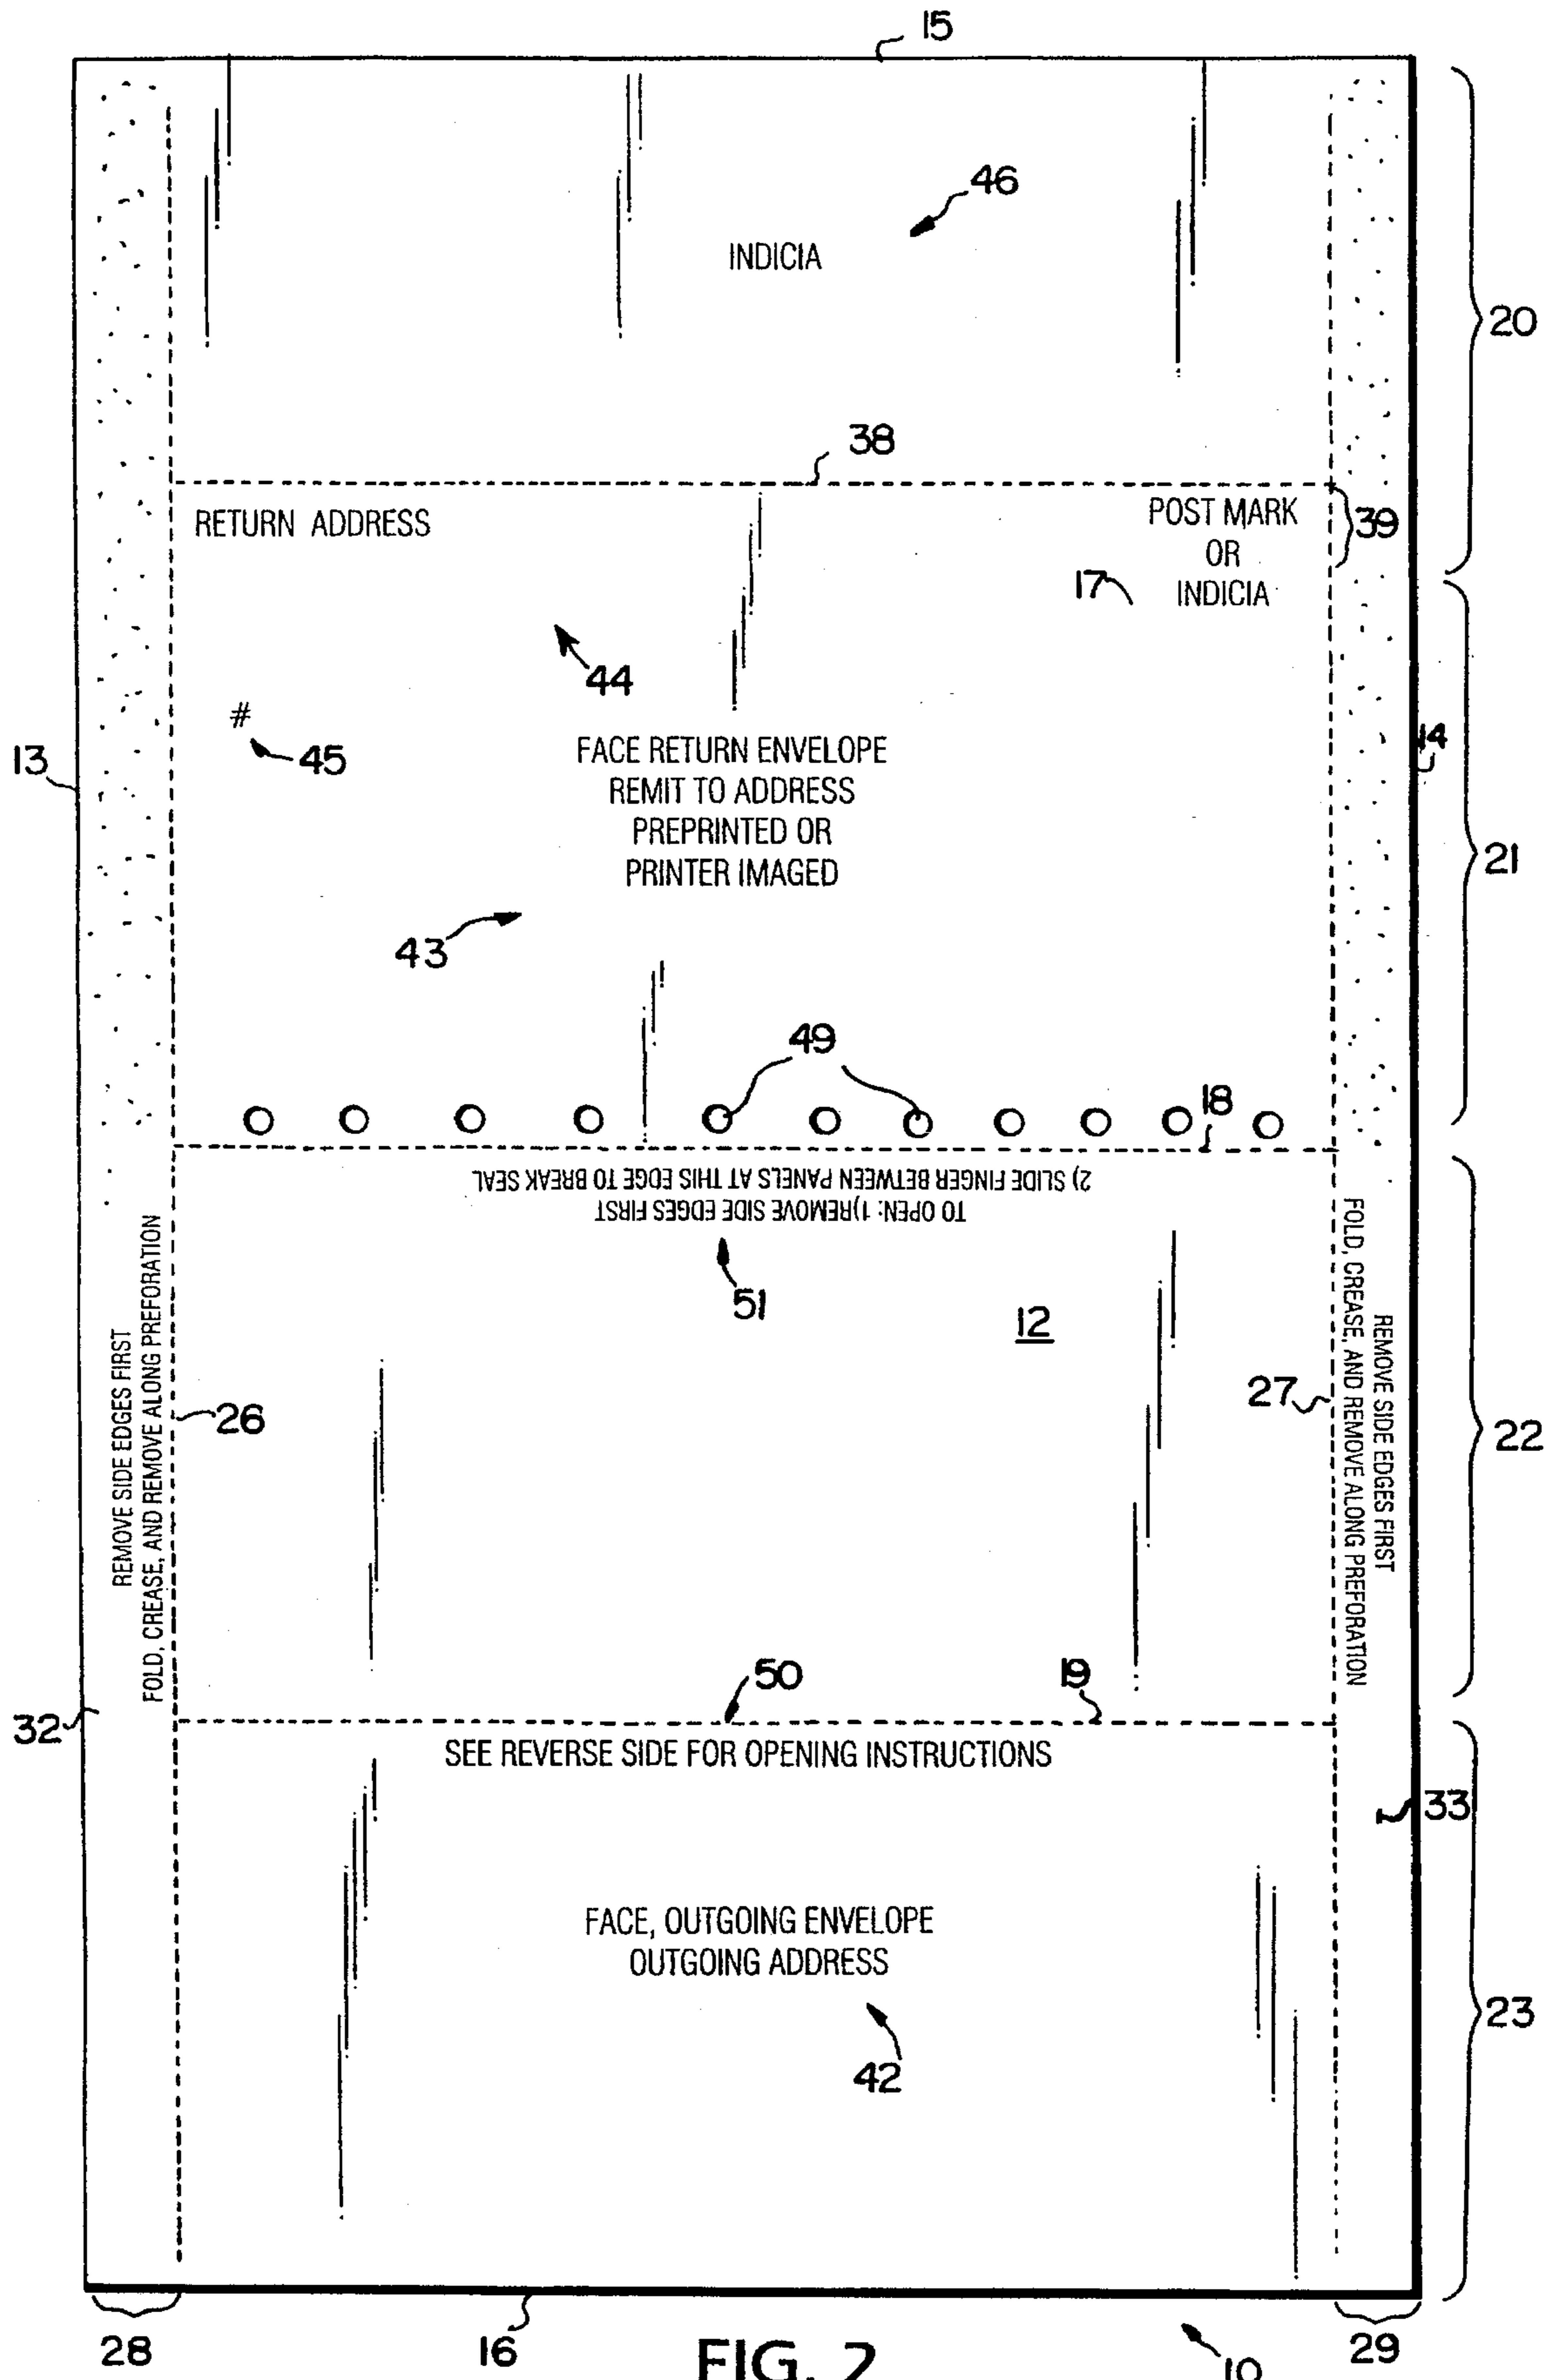 15
46
INDICIA
20
38
RETURN ADDRESS
POST MARK
OR
INDICIA
39
17
44
#
45
13
14
FACE RETURN ENVELOPE
REMIT TO ADDRESS
PREPRINTED OR
PRINTER IMAGED
21
43
49
18
2) SLIDE FINGER BETWEEN PANELS AT THIS EDGE TO BREAK SEAL
TO OPEN: 1) REMOVE SIDE EDGES FIRST
51
12
REMOVE SIDE EDGES FIRST
FOLD, CREASE, AND REMOVE ALONG PREFORATION
26
27
REMOVE SIDE EDGES FIRST
FOLD, CREASE, AND REMOVE ALONG PREFORATION
22
50
19
32
SEE REVERSE SIDE FOR OPENING INSTRUCTIONS
33
FACE, OUTGOING ENVELOPE
OUTGOING ADDRESS
23
42
28
16
FIG. 2
10
29